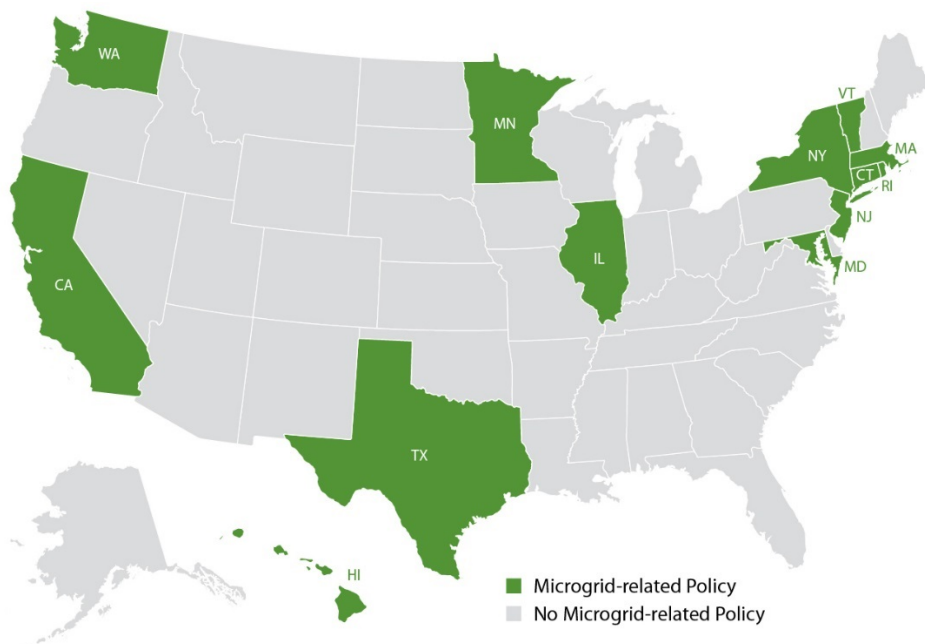 WA
MN
VT
NY
MA
CT
RI
NJ
IL
MD
CA
TX
HI
Microgrid-related Policy
No Microgrid-related Policy